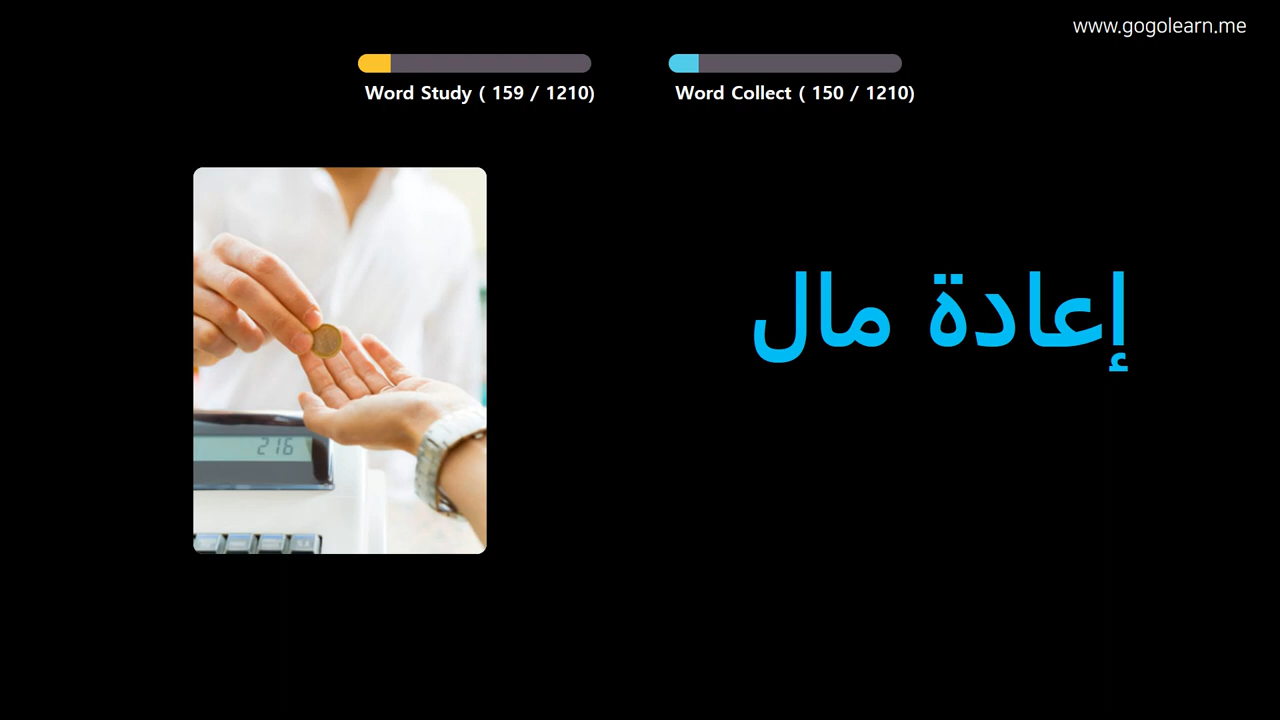 www.gogolearn.me
Word Study ( 159 / 1210)
Word Collect ( 150 / 1210)
إعادة مال
216